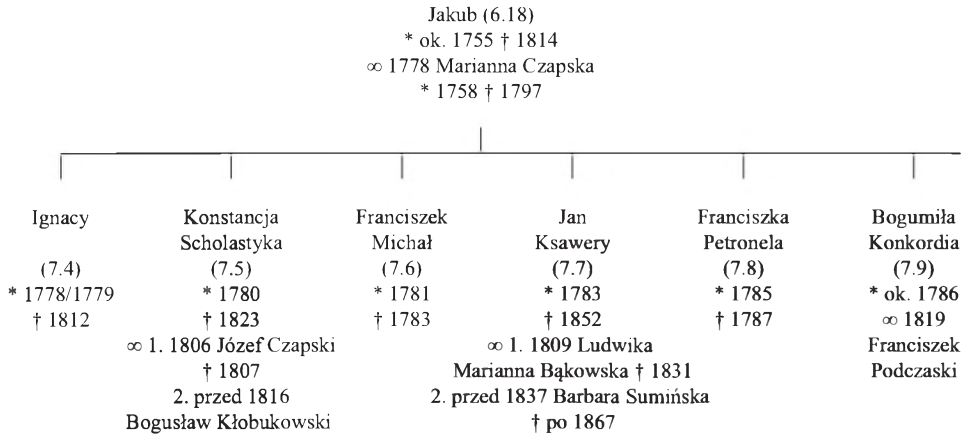 Jakub (6.18)
* ok. 1755 † 1814
∞ 1778 Marianna Czapska
* 1758 † 1797
Ignacy
(7.4)
* 1778/1779
† 1812
Konstancja
Scholastyka
(7.5)
* 1780
† 1823
∞ 1. 1806 Józef Czapski
† 1807
2. przed 1816
Bogusław Kłobukowski
Franciszek
Michał
(7.6)
* 1781
† 1783
Jan
Ksawery
(7.7)
* 1783
† 1852
∞ 1. 1809 Ludwika
Marianna Bąkowska † 1831
2. przed 1837 Barbara Sumińska
† po 1867
Franciszka
Petronela
(7.8)
* 1785
† 1787
Bogumiła
Konkordia
(7.9)
* ok. 1786
∞ 1819
Franciszek
Podczaski